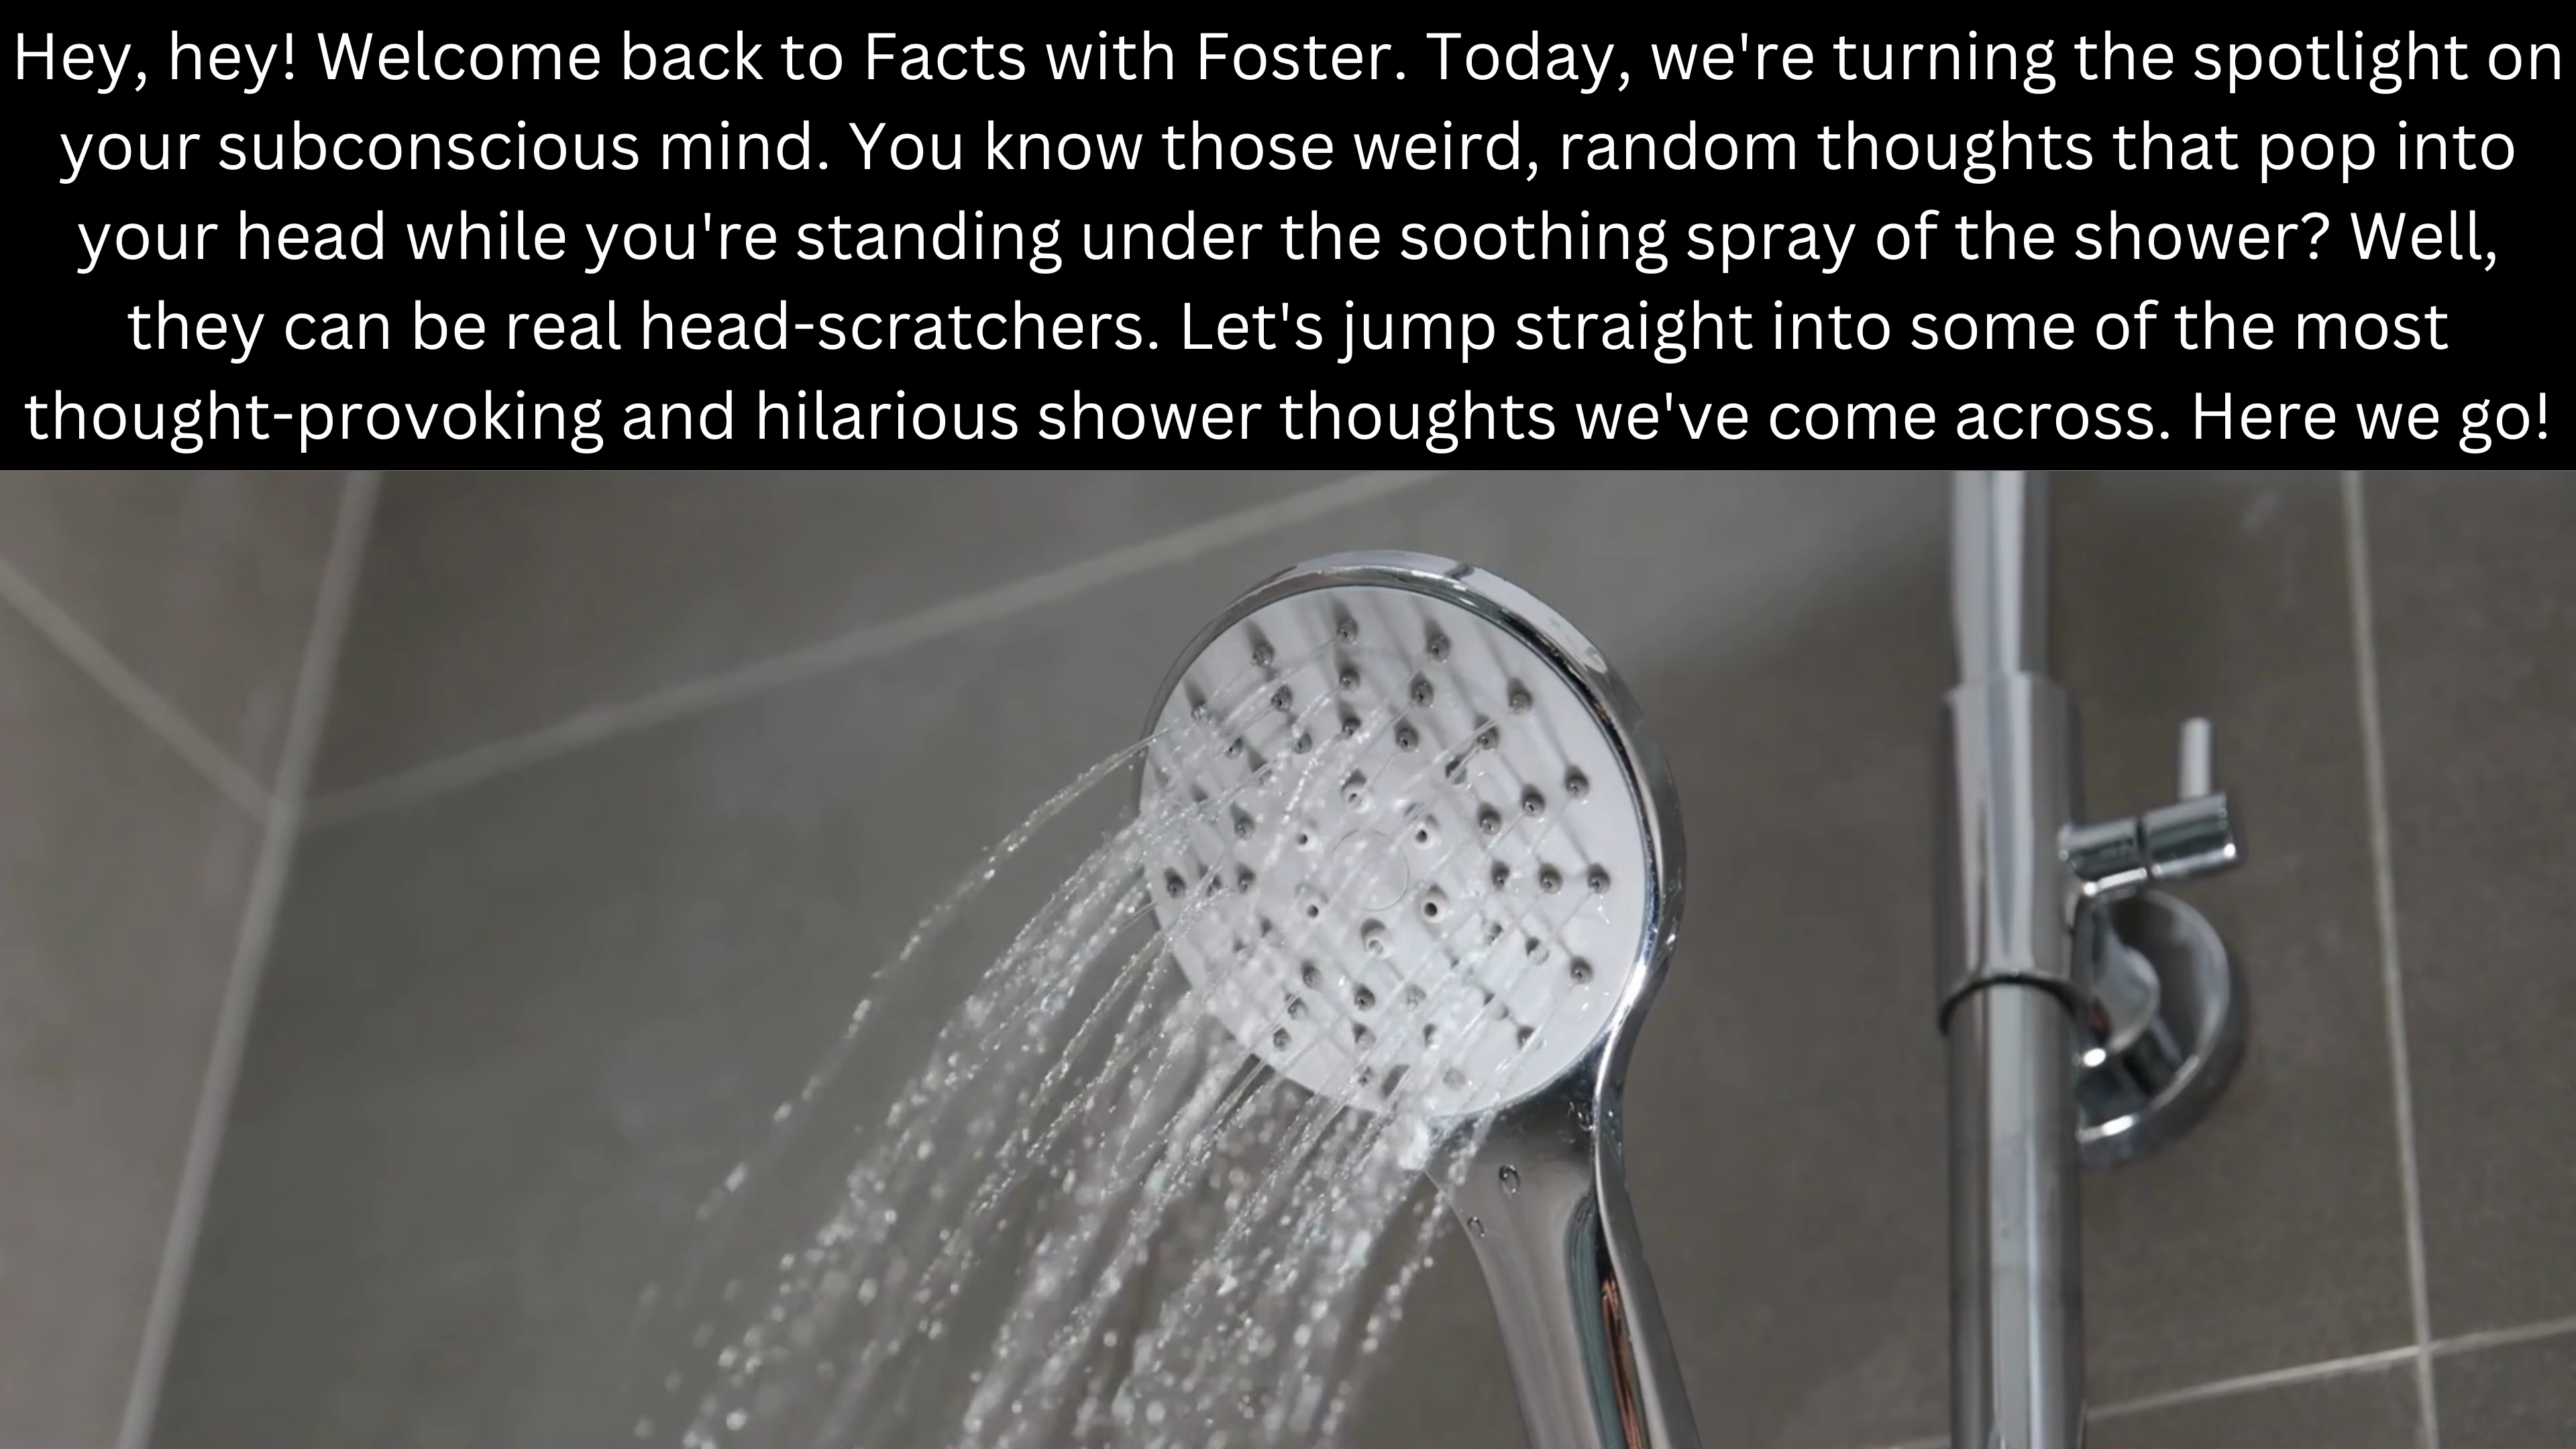 Hey, hey! Welcome back to Facts with Foster. Today, we're turning the spotlight on
your subconscious mind. You know those weird, random thoughts that pop into
your head while you're standing under the soothing spray of the shower? Well,
they can be real head-scratchers. Let's jump straight into some of the most
thought-provoking and hilarious shower thoughts we've come across. Here we go!